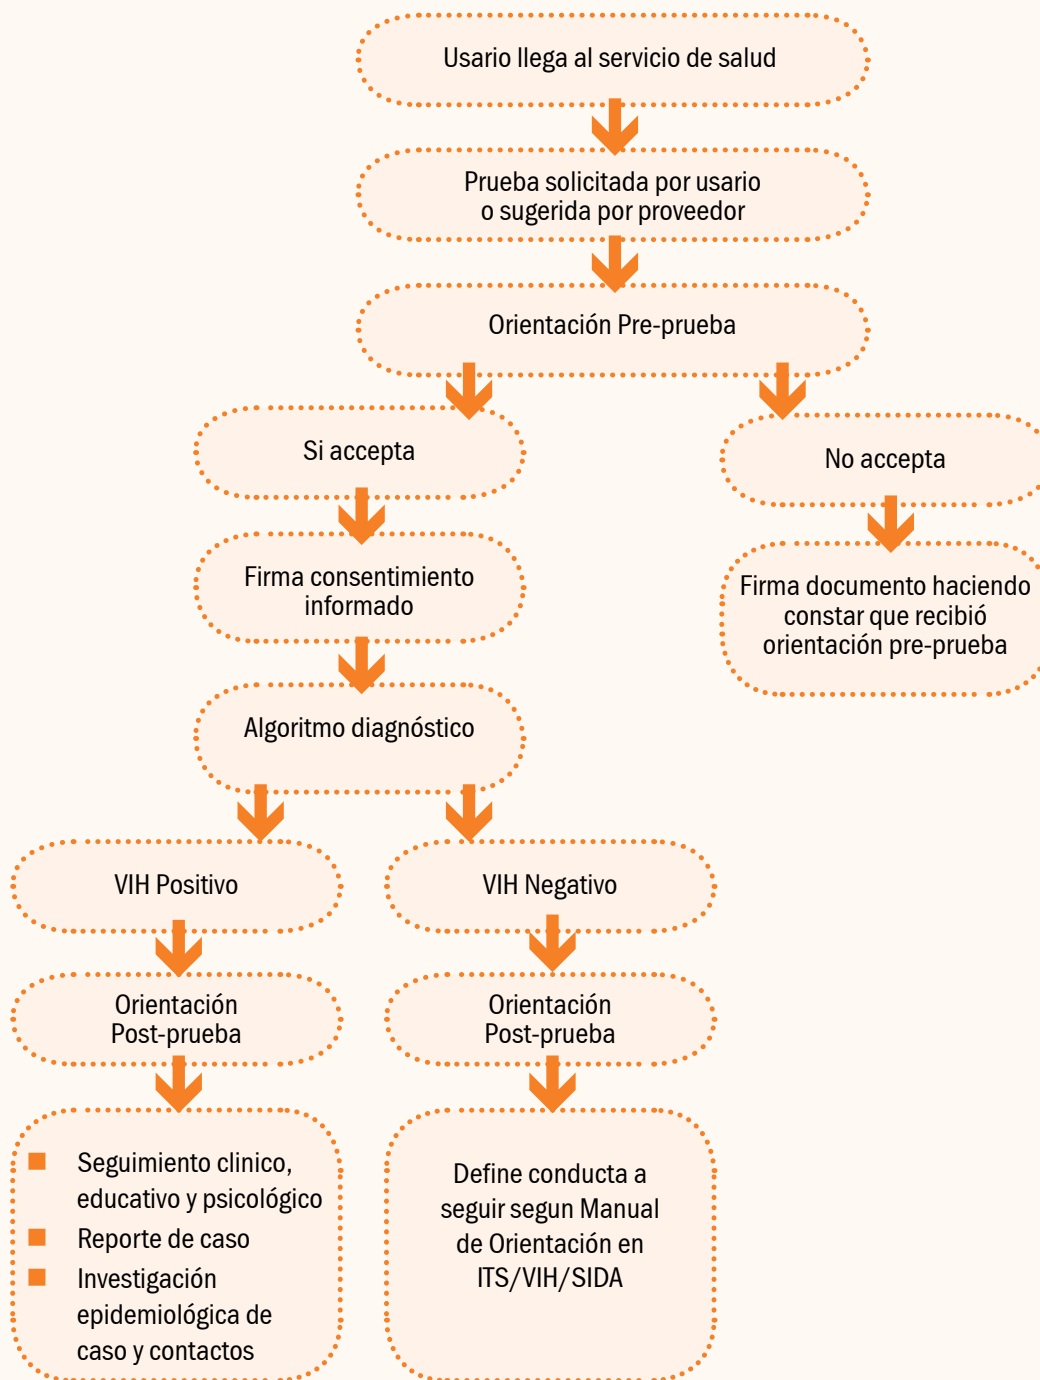 Usario llega al servicio de salud
Prueba solicitada por usario
o sugerida por proveedor
Orientación Pre-prueba
Si accepta
No accepta
Firma consentimiento
informado
Firma documento haciendo
constar que recibió
orientación pre-prueba
Algoritmo diagnóstico
VIH Positivo
VIH Negativo
Orientación
Post-prueba
Orientación
Post-prueba
Seguimiento clinico,
educativo y psicológico
Reporte de caso
Investigación
epidemiológica de
caso y contactos
Define conducta a
seguir segun Manual
de Orientación en
ITS/VIH/SIDA